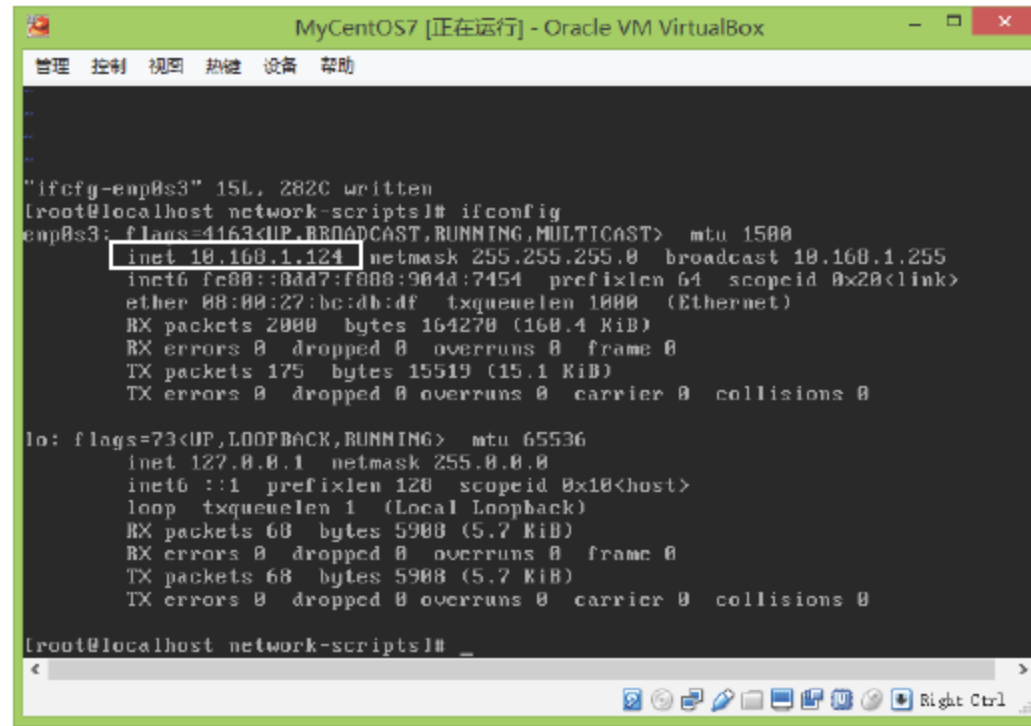 MyCentOS7 [正在运行] - Oracle VM VirtualBox
管理 控制 视图 热键 设备 帮助
~
~
~
~
"ifcfg-enp0s3" 15L, 282C written
[root@localhost network-scripts]# ifconfig
enp0s3: flags=4163<UP,BROADCAST,RUNNING,MULTICAST> mtu 1500
inet 10.168.1.124 netmask 255.255.255.0 broadcast 10.168.1.255
inet6 fe80::8dd7:f888:904d:7454 prefixlen 64 scopeid 0x20<link>
ether 08:00:27:bc:db:df txqueuelen 1000 (Ethernet)
RX packets 2000 bytes 164270 (160.4 KiB)
RX errors 0 dropped 0 overruns 0 frame 0
TX packets 175 bytes 15519 (15.1 KiB)
TX errors 0 dropped 0 overruns 0 carrier 0 collisions 0
lo: flags=73<UP,LOOPBACK,RUNNING> mtu 65536
inet 127.0.0.1 netmask 255.0.0.0
inet6 ::1 prefixlen 128 scopeid 0x10<host>
loop txqueuelen 1 (Local Loopback)
RX packets 68 bytes 5908 (5.7 KiB)
RX errors 0 dropped 0 overruns 0 frame 0
TX packets 68 bytes 5908 (5.7 KiB)
TX errors 0 dropped 0 overruns 0 carrier 0 collisions 0
[root@localhost network-scripts]# _
Right Ctrl